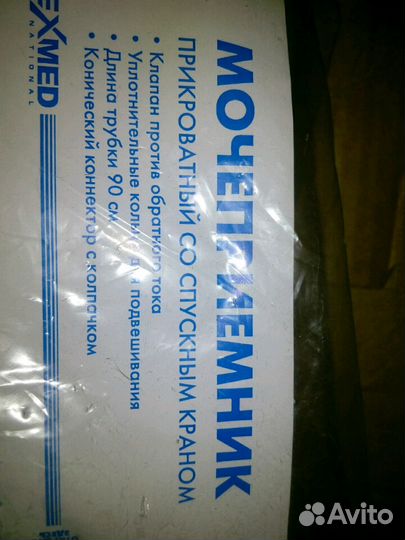 EXMED
NATIONAL
МОЧЕПРИЕМНИК
ПРИКРОВАТНЫЙ СО СПУСКНЫМ КРАНОМ
• Клапан против обратного тока
• Уплотнительные кольца подвешивания
• Длина трубки 90 см
• Конический коннектор с колпачком
Avito